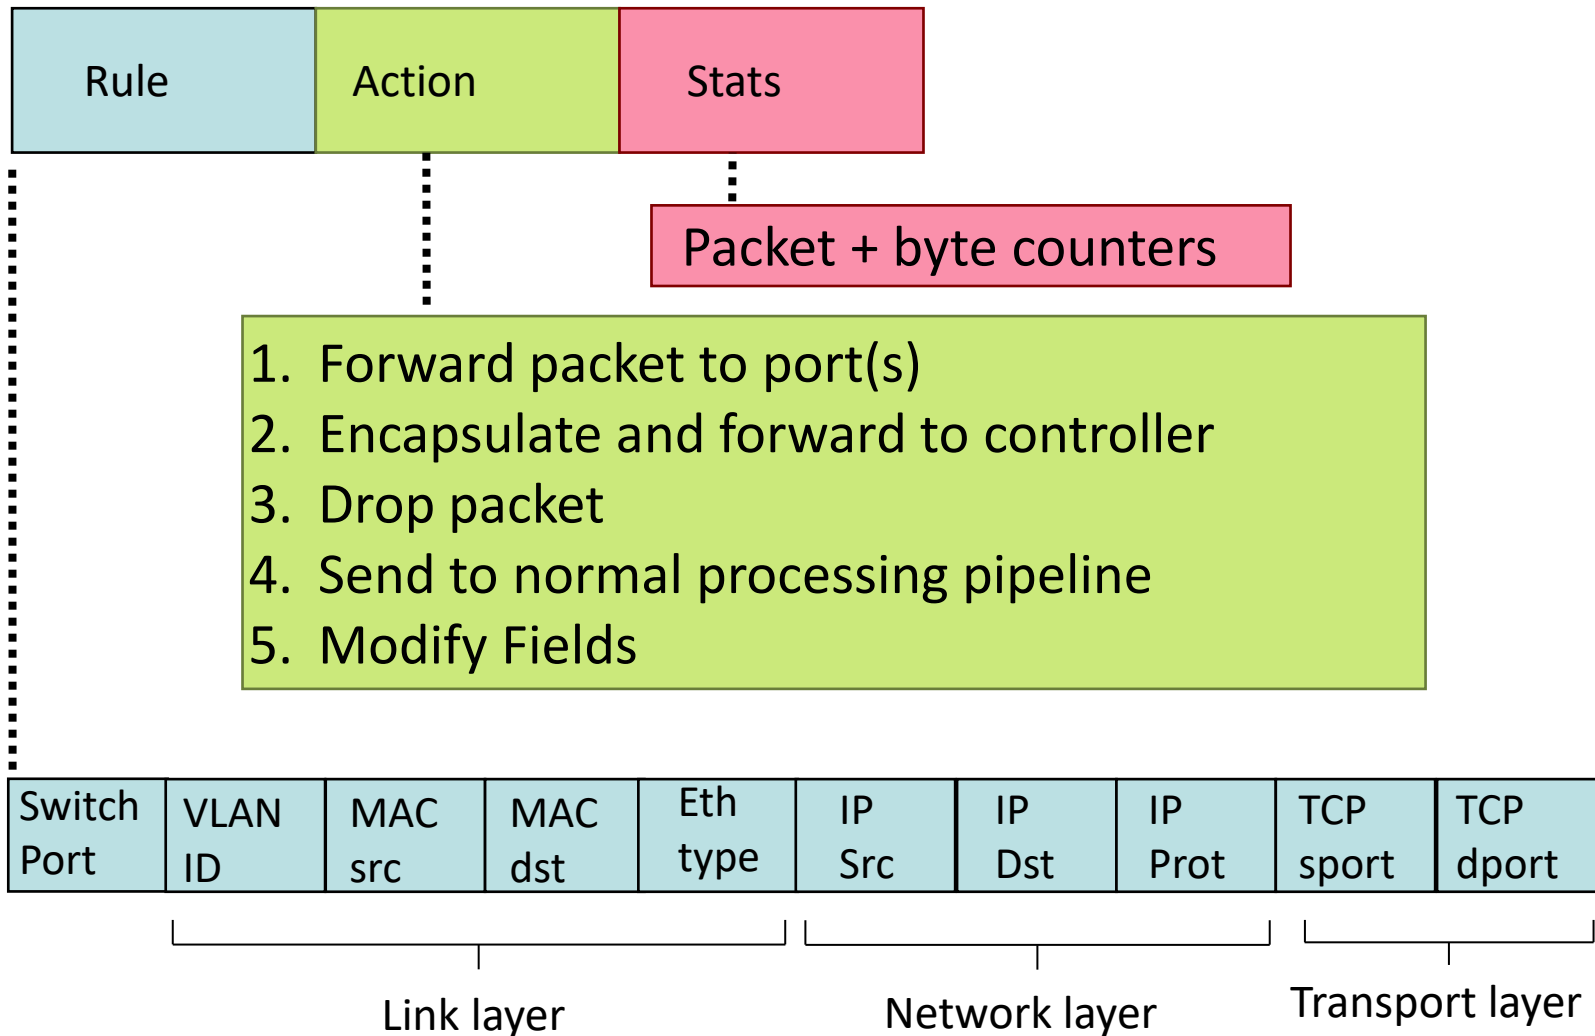 Rule
Action
Stats
Packet + byte counters
1. Forward packet to port(s)
2. Encapsulate and forward to controller
3. Drop packet
4. Send to normal processing pipeline
5. Modify Fields
Switch
Port
VLAN
ID
MAC
src
MAC
dst
Eth
type
IP
Src
IP
Dst
IP
Prot
TCP
sport
TCP
dport
Link layer
Network layer
Transport layer